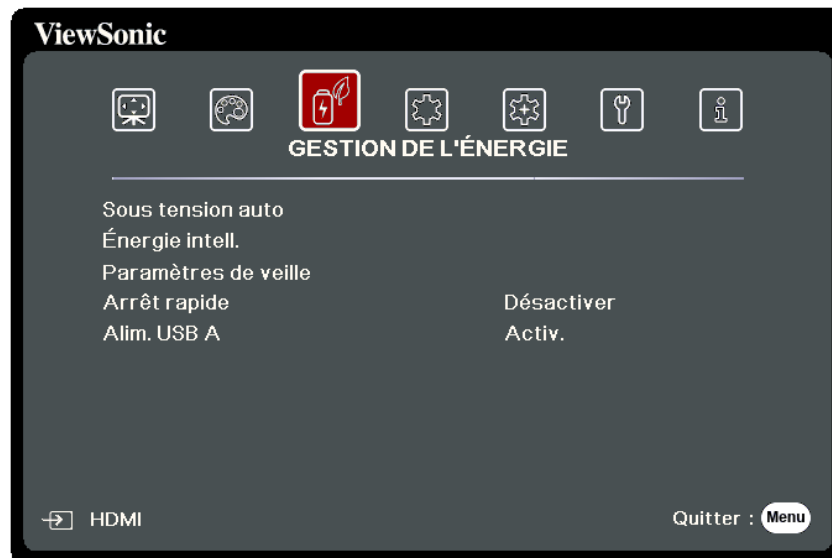 ViewSonic
GESTION DE L'ÉNERGIE
Sous tension auto
Énergie intell.
Paramètres de veille
Arrêt rapide Désactiver
Alim. USB A Activ.
HDMI Quitter : Menu